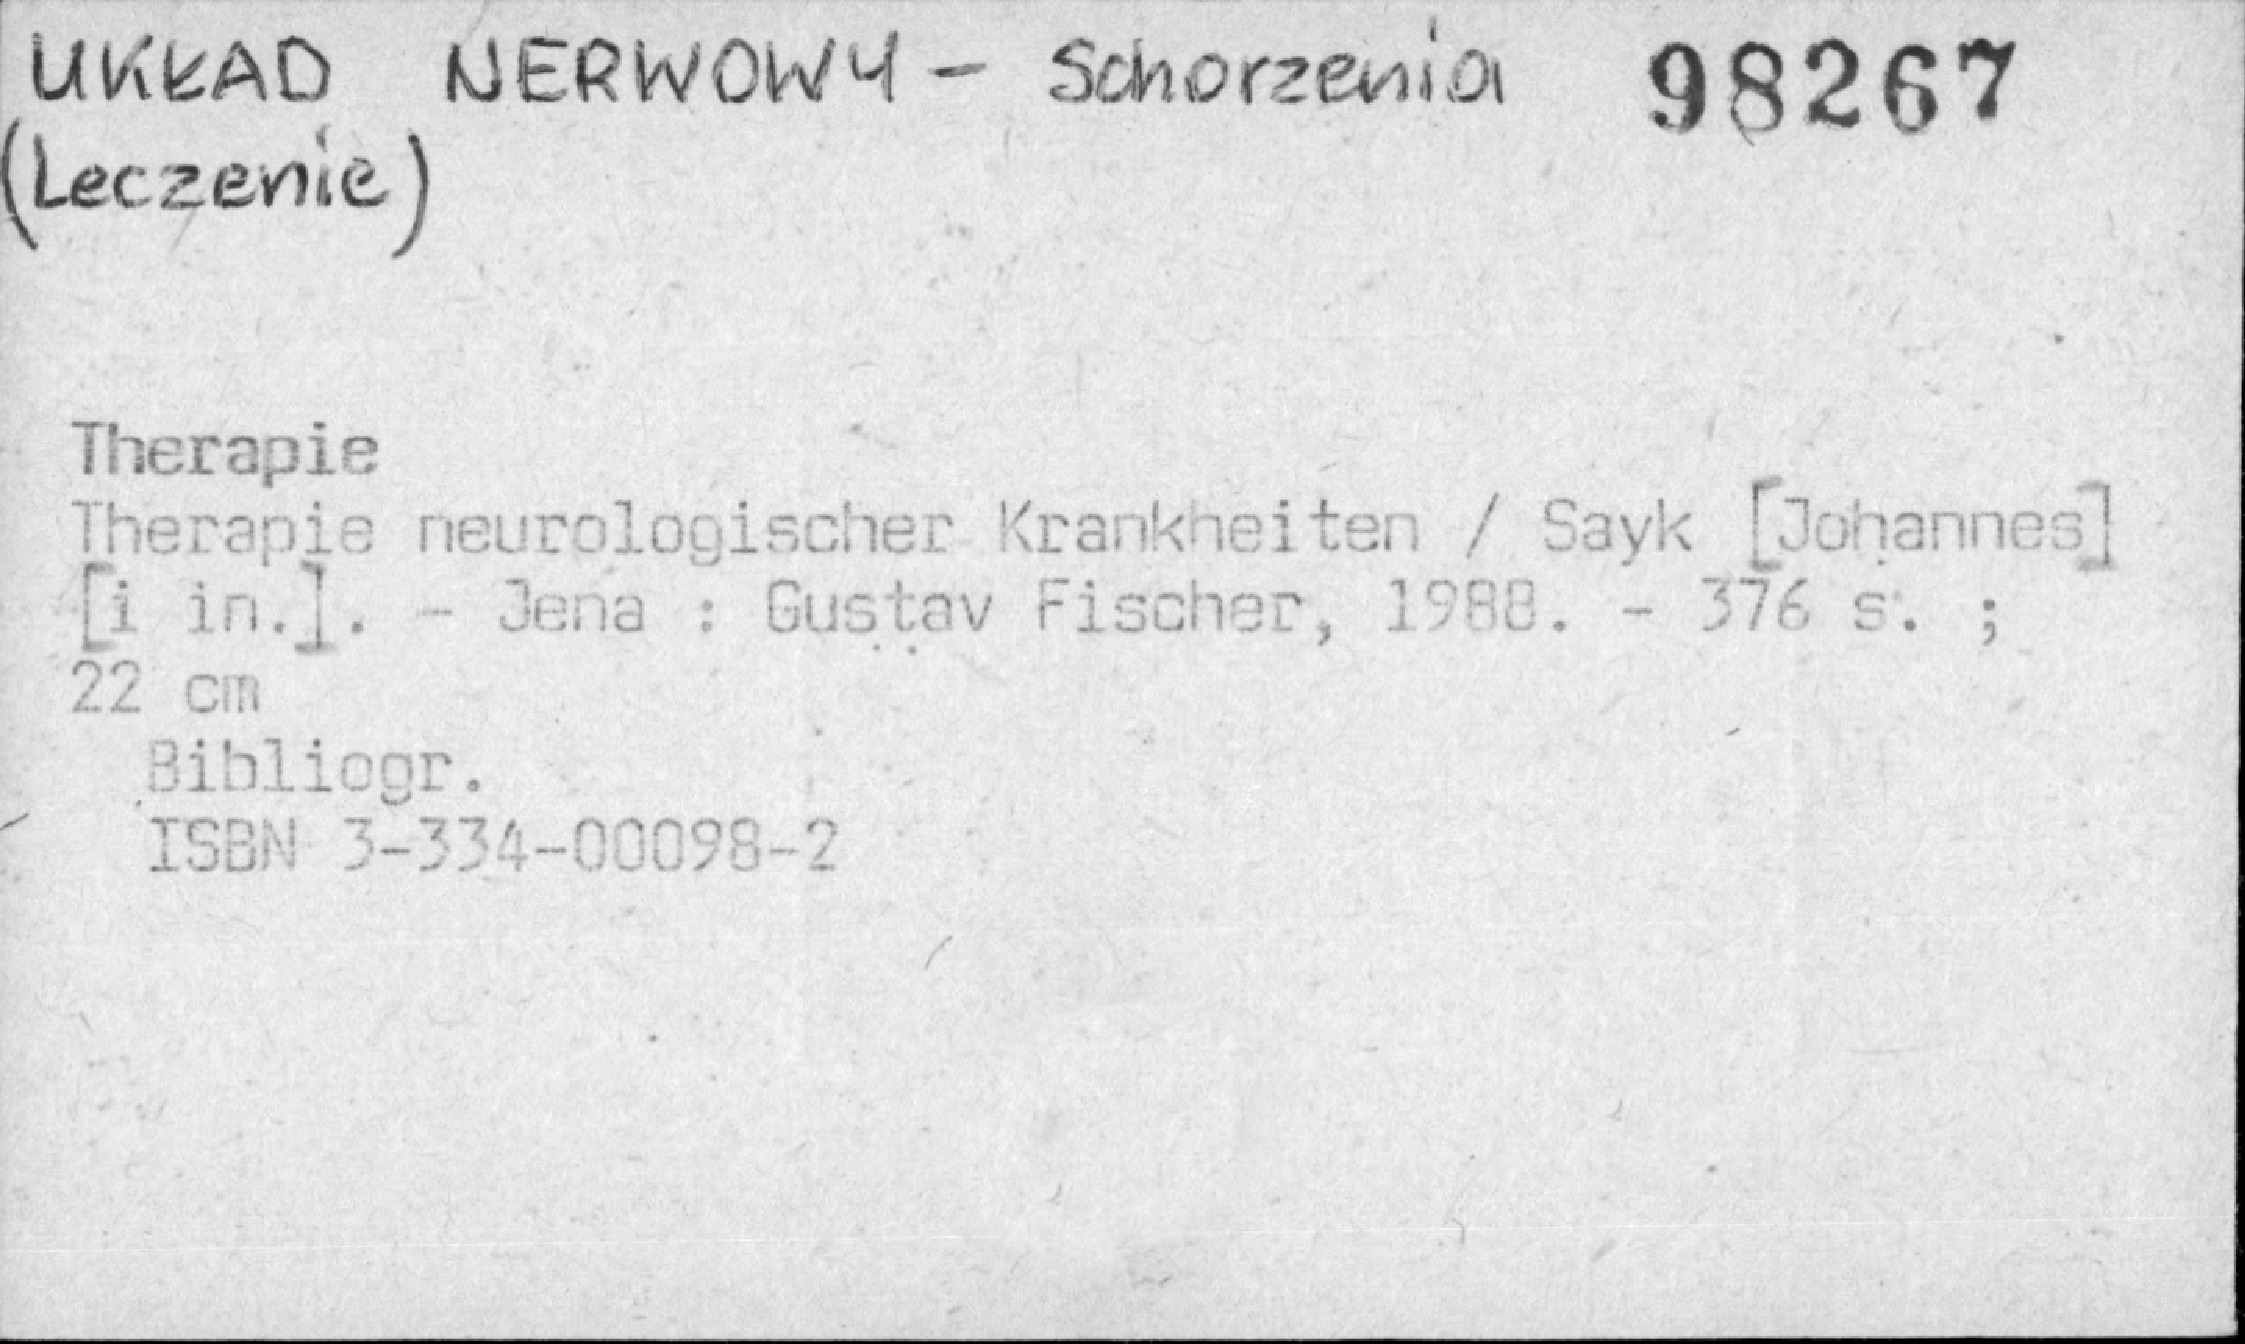 UKŁAD NERWOWY - Schorzenia 98267
(Leczenie)
Therapie
Therapie neurologischer Krankheiten / Sayk [Johannes]
[i in.]. - Jena : Gustav Fischer, 1988. - 376 s. ;
22 cm
Bibliogr.
ISBN 3-334-00098-2